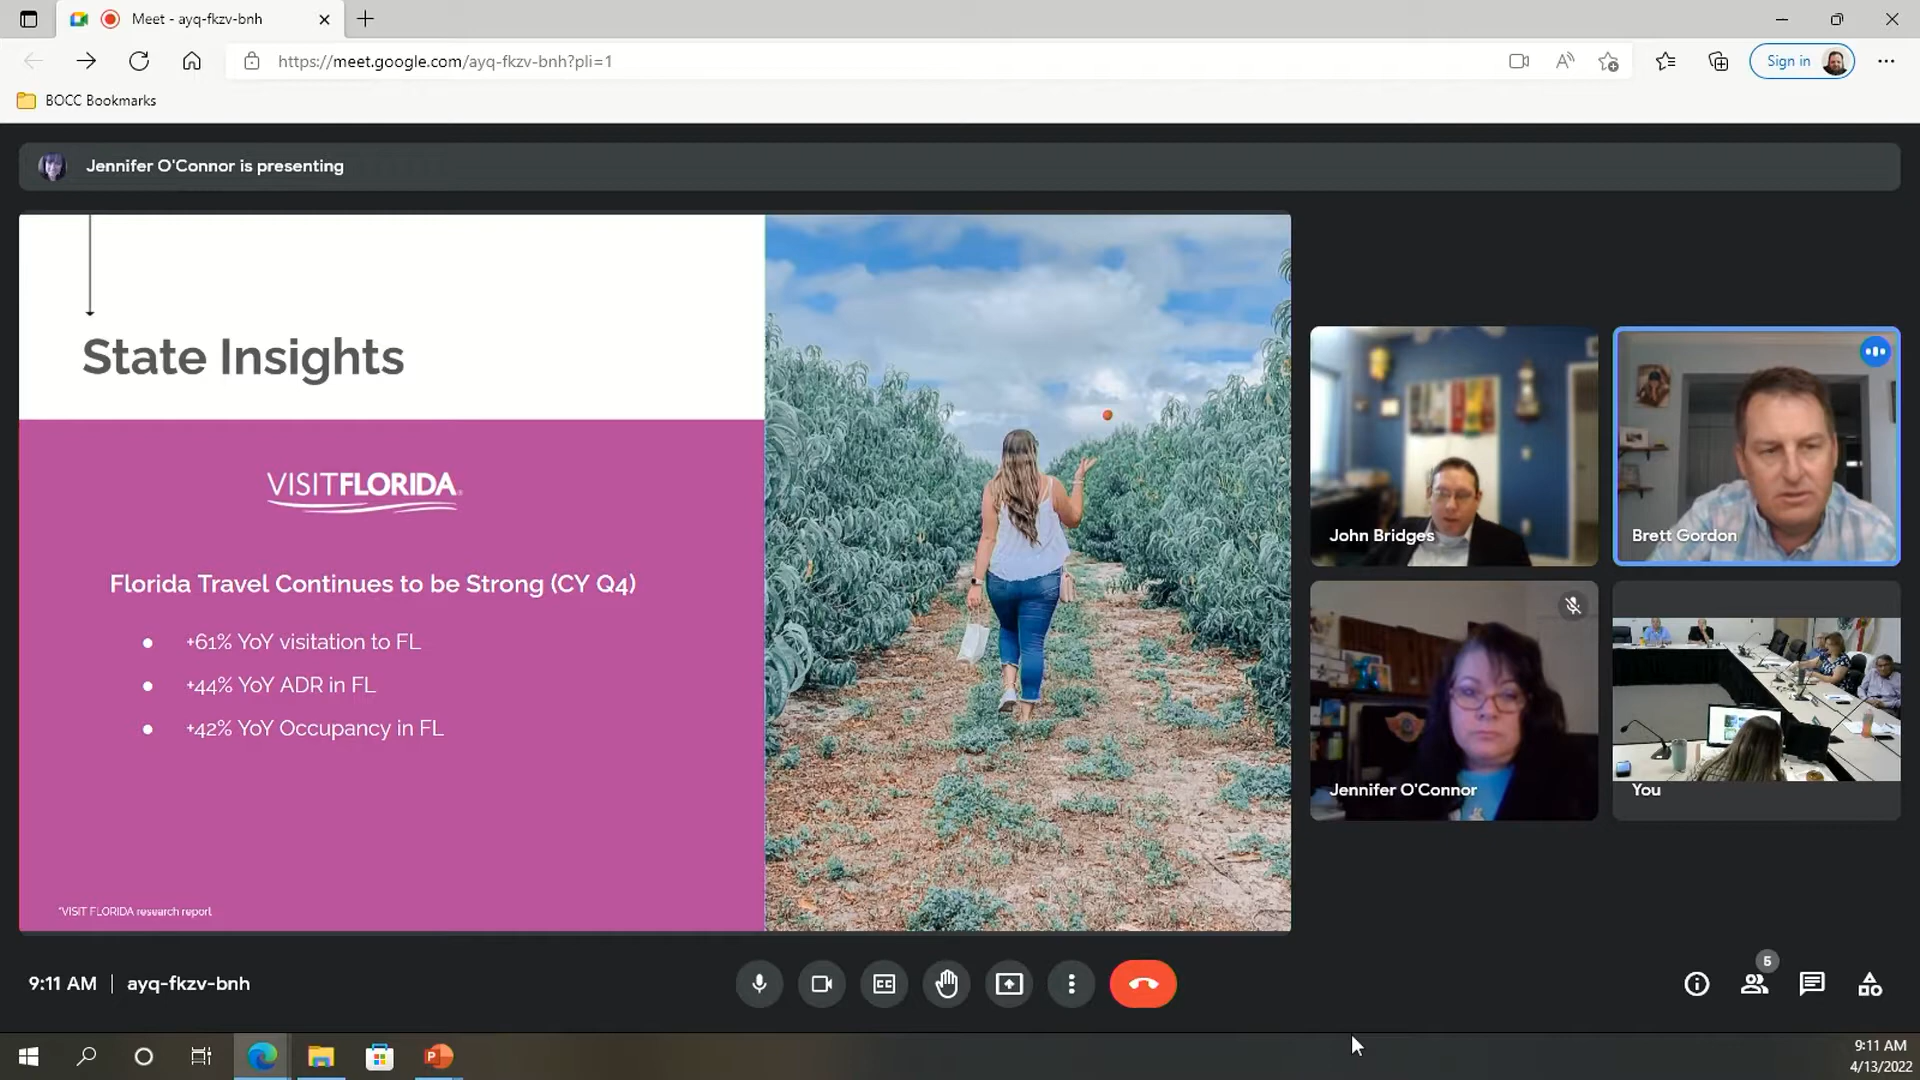 Meet - ayq-fkzv-bnh
https://meet.google.com/ayq-fkzv-bnh?pli=1
Sign in
BOCC Bookmarks
Jennifer O'Connor is presenting
State Insights
VISITFLORIDA
Florida Travel Continues to be Strong (CY Q4)
● +61% YoY visitation to FL
● +44% YoY ADR in FL
● +42% YoY Occupancy in FL
*VISIT FLORIDA research report
John Bridges
Brett Gordon
Jennifer O'Connor
You
9:11 AM | ayq-fkzv-bnh
CC
5
9:11 AM
4/13/2022